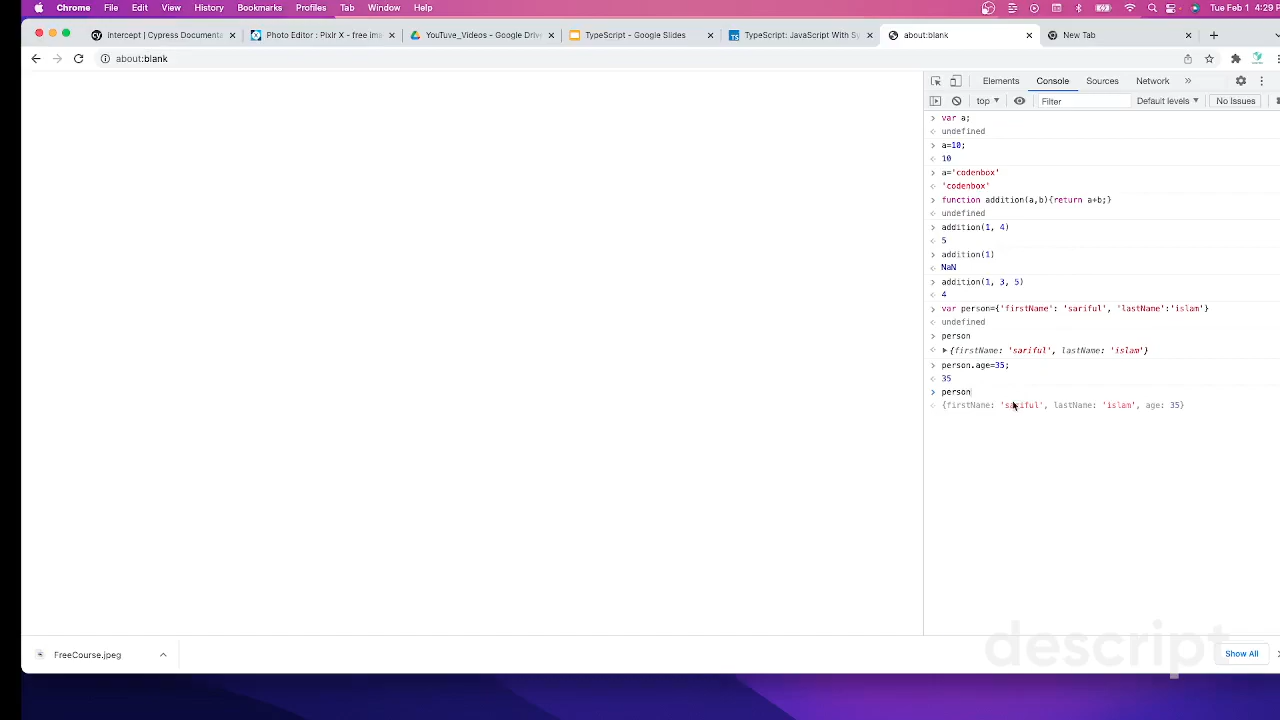 Chrome File Edit View History Bookmarks Profiles Tab Window Help Tue Feb 1 4:29 P
intercept | Cypress Documenta YouTuve_Videos - Google Drive TypeScript - Google Slides TypeScript: JavaScript With Sy about:blank New Tab
Photo Editor : Pixlr X - free ima
about:blank
Elements Console Sources Network »
top Filter Default levels No Issues
var a;
undefined
a=10;
10
a='codenbox'
'codenbox'
function addition(a,b){return a+b;}
undefined
addition(1, 4)
5
addition(1)
NaN
addition(1, 3, 5)
4
var person={'firstName': 'sariful', 'lastName':'islam'}
undefined
person
{firstName: 'sariful', lastName: 'islam'}
person.age=35;
35
person
{firstName: 'sariful', lastName: 'islam', age: 35}
descript
FreeCourse.jpeg Show All